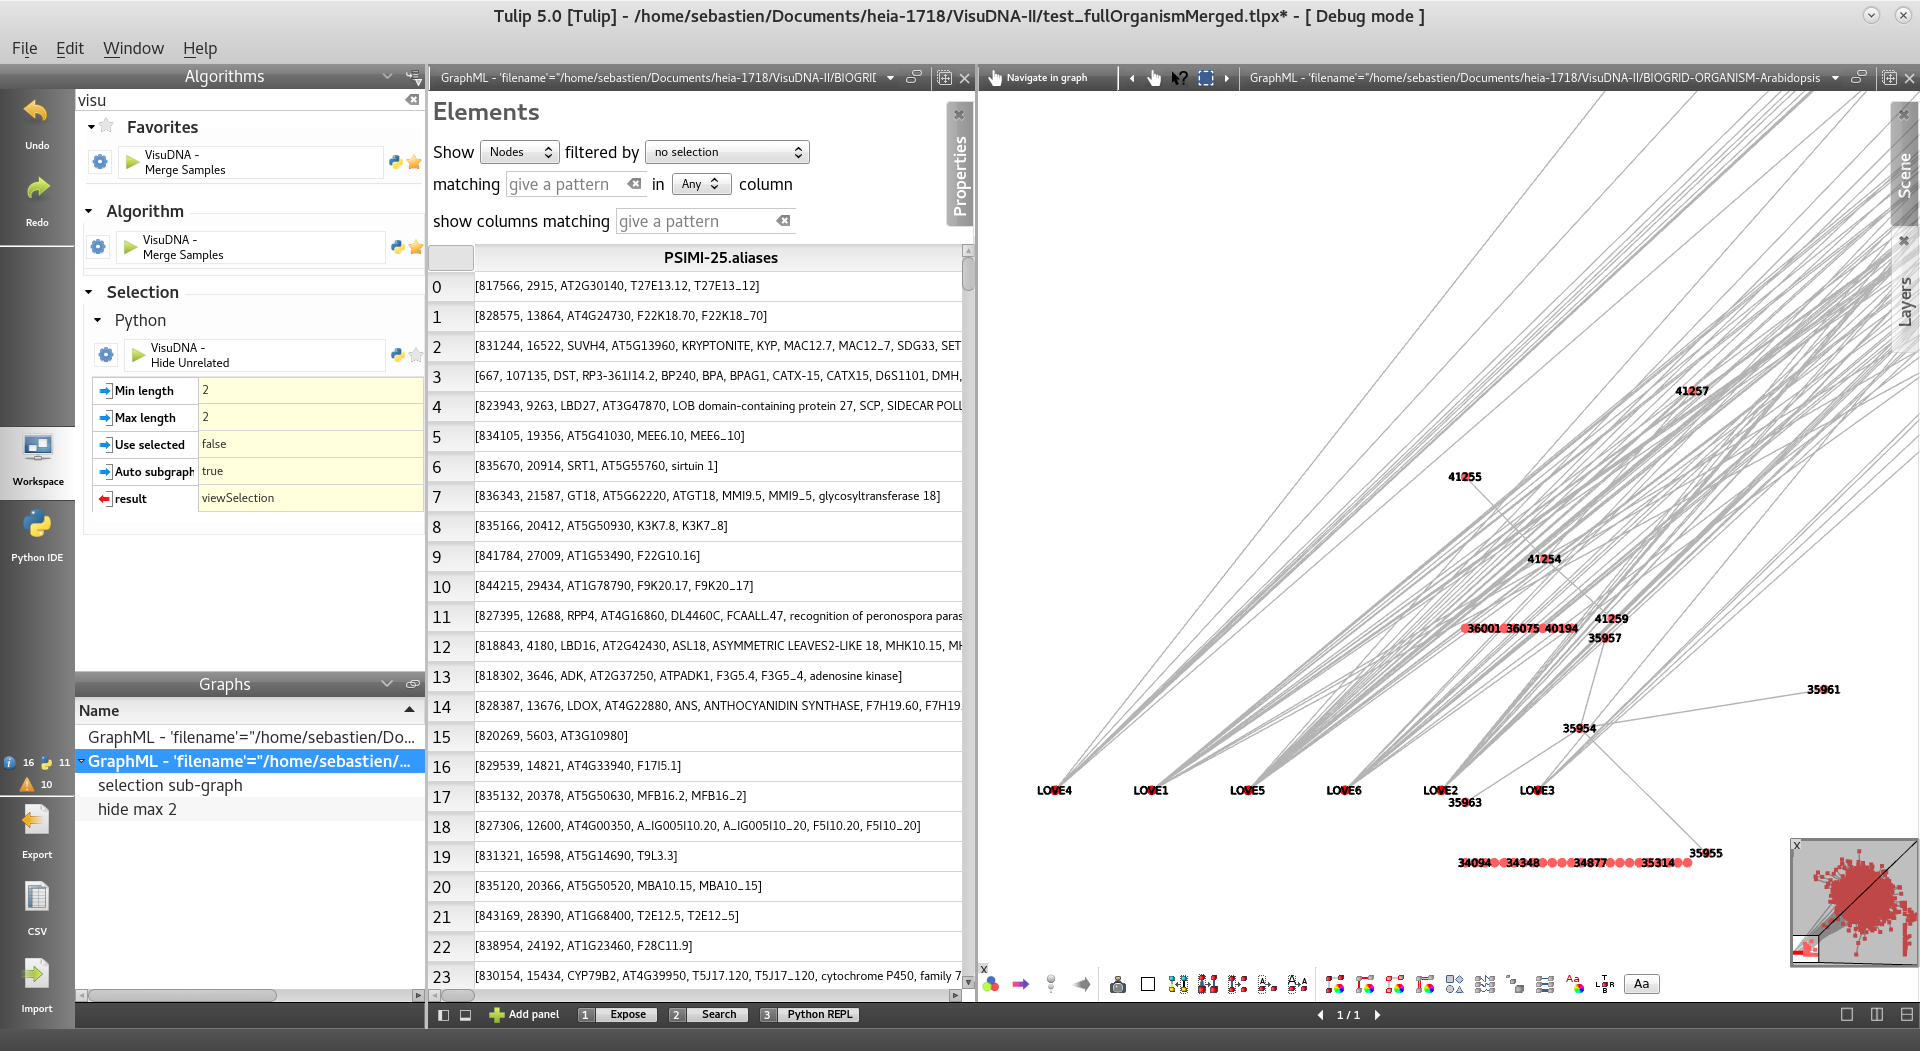 Tulip 5.0 [Tulip] - /home/sebastien/Documents/heia-1718/VisuDNA-II/test_fullOrganismMerged.tlpx* - [ Debug mode ]
File Edit Window Help
Undo
Redo
Workspace
Python IDE
16 11
10
Export
CSV
Import
Algorithms
visu
Favorites
VisuDNA -
Merge Samples
Algorithm
VisuDNA -
Merge Samples
Selection
Python
VisuDNA -
Hide Unrelated
Min length 2
Max length 2
Use selected false
Auto subgraph true
result viewSelection
Graphs
Name
GraphML - 'filename'="/home/sebastien/Do...
GraphML - 'filename'="/home/sebastien/...
selection sub-graph
hide max 2
GraphML - 'filename'="/home/sebastien/Documents/heia-1718/VisuDNA-II/BIOGRID
Elements
Show Nodes filtered by no selection
matching give a pattern in Any column
show columns matching give a pattern
Properties
PSIMI-25.aliases
0 [817566, 2915, AT2G30140, T27E13.12, T27E13_12]
1 [828575, 13864, AT4G24730, F22K18.70, F22K18_70]
2 [831244, 16522, SUVH4, AT5G13960, KRYPTONITE, KYP, MAC12.7, MAC12_7, SDG33, SET
3 [667, 107135, DST, RP3-361I14.2, BP240, BPA, BPAG1, CATX-15, CATX15, D6S1101, DMH,
4 [823943, 9263, LBD27, AT3G47870, LOB domain-containing protein 27, SCP, SIDECAR POLL
5 [834105, 19356, AT5G41030, MEE6.10, MEE6_10]
6 [835670, 20914, SRT1, AT5G55760, sirtuin 1]
7 [836343, 21587, GT18, AT5G62220, ATGT18, MMI9.5, MMI9_5, glycosyltransferase 18]
8 [835166, 20412, AT5G50930, K3K7.8, K3K7_8]
9 [841784, 27009, AT1G53490, F22G10.16]
10 [844215, 29434, AT1G78790, F9K20.17, F9K20_17]
11 [827395, 12688, RPP4, AT4G16860, DL4460C, FCAALL.47, recognition of peronospora paras
12 [818843, 4180, LBD16, AT2G42430, ASL18, ASYMMETRIC LEAVES2-LIKE 18, MHK10.15, MH
13 [818302, 3646, ADK, AT2G37250, ATPADK1, F3G5.4, F3G5_4, adenosine kinase]
14 [828387, 13676, LDOX, AT4G22880, ANS, ANTHOCYANIDIN SYNTHASE, F7H19.60, F7H19
15 [820269, 5603, AT3G10980]
16 [829539, 14821, AT4G33940, F17I5.1]
17 [835132, 20378, AT5G50630, MFB16.2, MFB16_2]
18 [827306, 12600, AT4G00350, A_IG005I10.20, A_IG005I10_20, F5I10.20, F5I10_20]
19 [831321, 16598, AT5G14690, T9L3.3]
20 [835120, 20366, AT5G50520, MBA10.15, MBA10_15]
21 [843169, 28390, AT1G68400, T2E12.5, T2E12_5]
22 [838954, 24192, AT1G23460, F28C11.9]
23 [830154, 15434, CYP79B2, AT4G39950, T5J17.120, T5J17_120, cytochrome P450, family 7
Navigate in graph
GraphML - 'filename'="/home/sebastien/Documents/heia-1718/VisuDNA-II/BIOGRID-ORGANISM-Arabidopsis
Scene
Layers
41257
41255
41254
41259
36001 36075 40194
35957
35961
35954
LOVE4 LOVE1 LOVE5 LOVE6 LOVE2 LOVE3
35963
35955
34094 34348 34877 35314
X
X
Aa
Add panel 1 Expose 2 Search 3 Python REPL
1 / 1